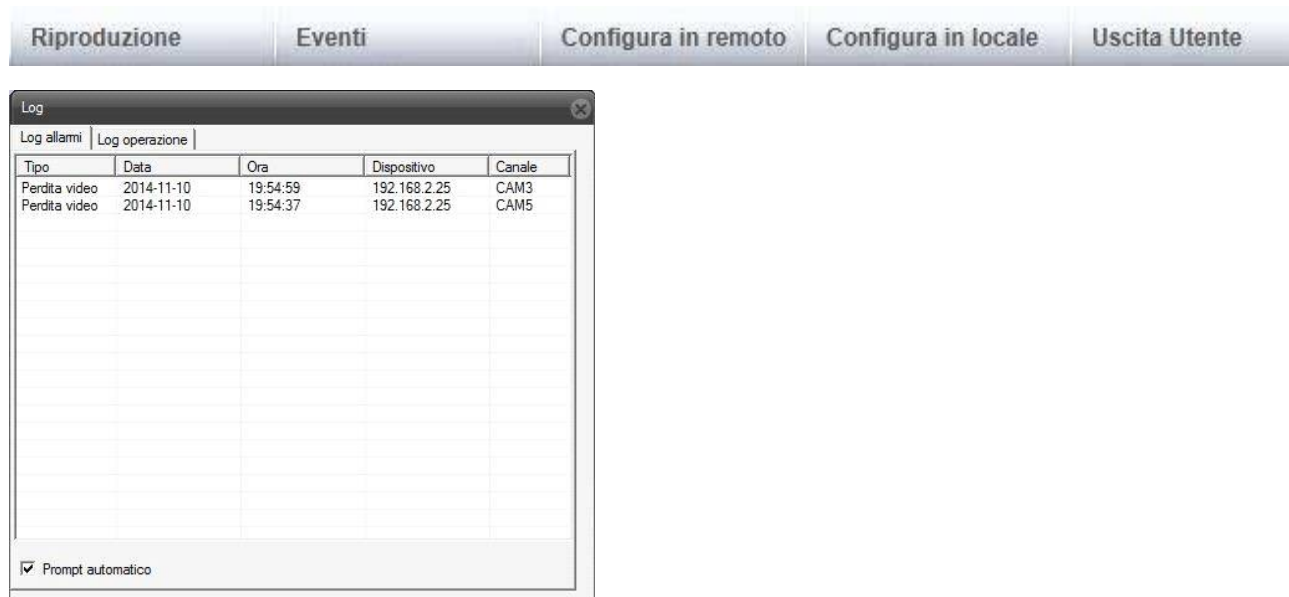 Riproduzione Eventi Configura in remoto Configura in locale Uscita Utente
Log
Log allarmi Log operazione
Tipo Data Ora Dispositivo Canale
Perdita video 2014-11-10 19:54:59 192.168.2.25 CAM3
Perdita video 2014-11-10 19:54:37 192.168.2.25 CAM5
Prompt automatico